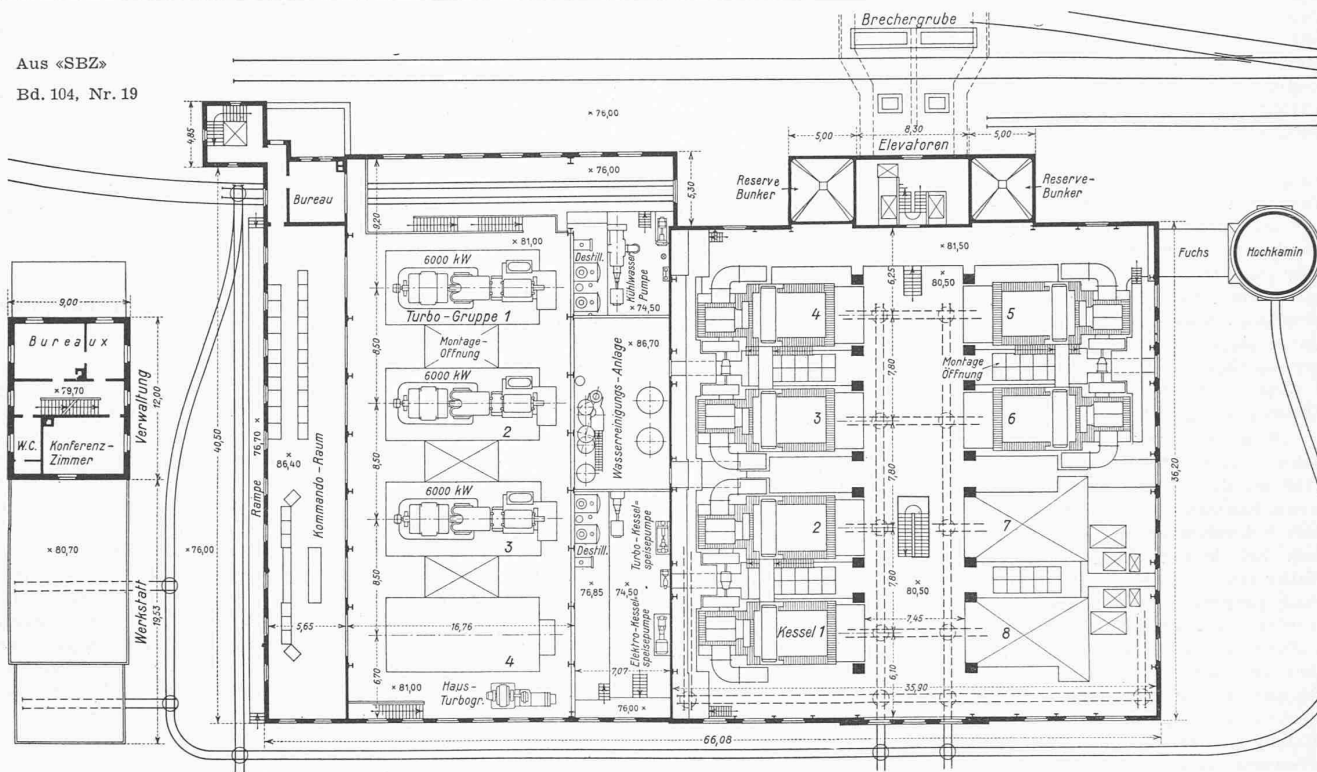 Aus «SBZ»
Bd. 104, Nr. 19
Brechergrube
× 76,00
4,85
5,00
8,30
5,00
Elevatoren
Reserve
Bunker
Reserve-
Bunker
Bureau
× 76,00
9,20
5,30
× 81,00
6000 kW
Turbo-Gruppe 1
Montage-
Öffnung
8,50
6000 kW
2
8,50
6000 kW
3
8,50
4
5,65
16,76
6,70
× 81,00
Haus-
Turbogr.
Destill.
Kühlwasser
Pumpe
× 74,50
× 86,70
Wasserreinigungs-Anlage
Destill.
× 76,85
× 74,50
Turbo-Kessel-
speisepumpe
Elektro-Kessel-
speisepumpe
7,07
76,00 ×
× 81,50
6,25
× 80,50
4
5
7,80
Montage
Öffnung
3
6
7,80
2
7
7,80
× 80,50
7,45
Kessel 1
8
6,10
35,90
36,20
66,08
Fuchs
Hochkamin
9,00
Bureaux
× 79,70
W.C.
Konferenz-
Zimmer
Verwaltung
12,00
× 80,70
Werkstatt
19,53
× 76,00
40,50
Rampe
76,70 ×
× 86,40
Kommando-Raum